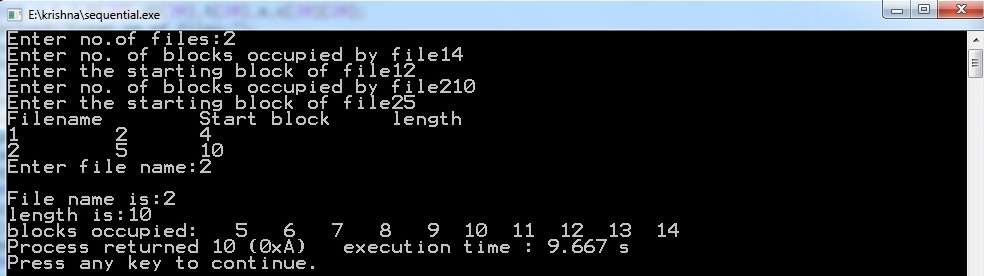 E:\krishna\sequential.exe
Enter no.of files:2
Enter no. of blocks occupied by file14
Enter the starting block of file12
Enter no. of blocks occupied by file210
Enter the starting block of file25
Filename Start block length
1 2 4
2 5 10
Enter file name:2
File name is:2
length is:10
blocks occupied: 5 6 7 8 9 10 11 12 13 14
Process returned 10 (0xA) execution time : 9.667 s
Press any key to continue.